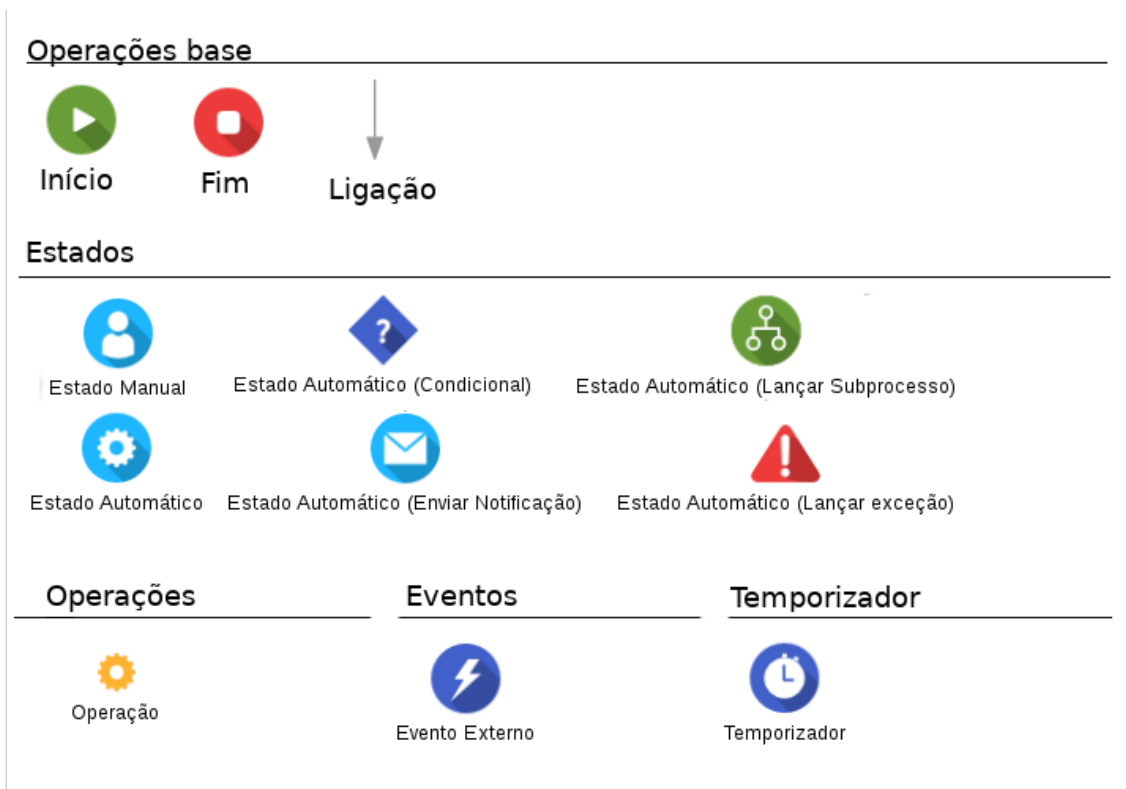 Operações base
Início
Fim
Ligação
Estados
Estado Manual
Estado Automático (Condicional)
Estado Automático (Lançar Subprocesso)
Estado Automático
Estado Automático (Enviar Notificação)
Estado Automático (Lançar exceção)
Operações
Eventos
Temporizador
Operação
Evento Externo
Temporizador